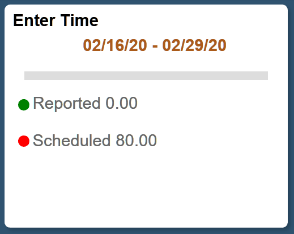 Enter Time
02/16/20 - 02/29/20
Reported 0.00
Scheduled 80.00